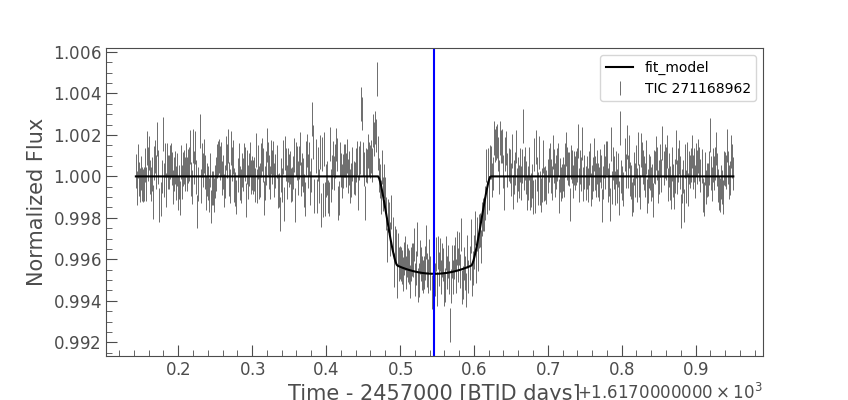 1.006
1.004
1.002
1.000
0.998
0.996
0.994
0.992
Normalized Flux
fit_model
TIC 271168962
0.2 0.3 0.4 0.5 0.6 0.7 0.8 0.9
Time - 2457000 [BTJD days]
+1.6170000000 × 10³